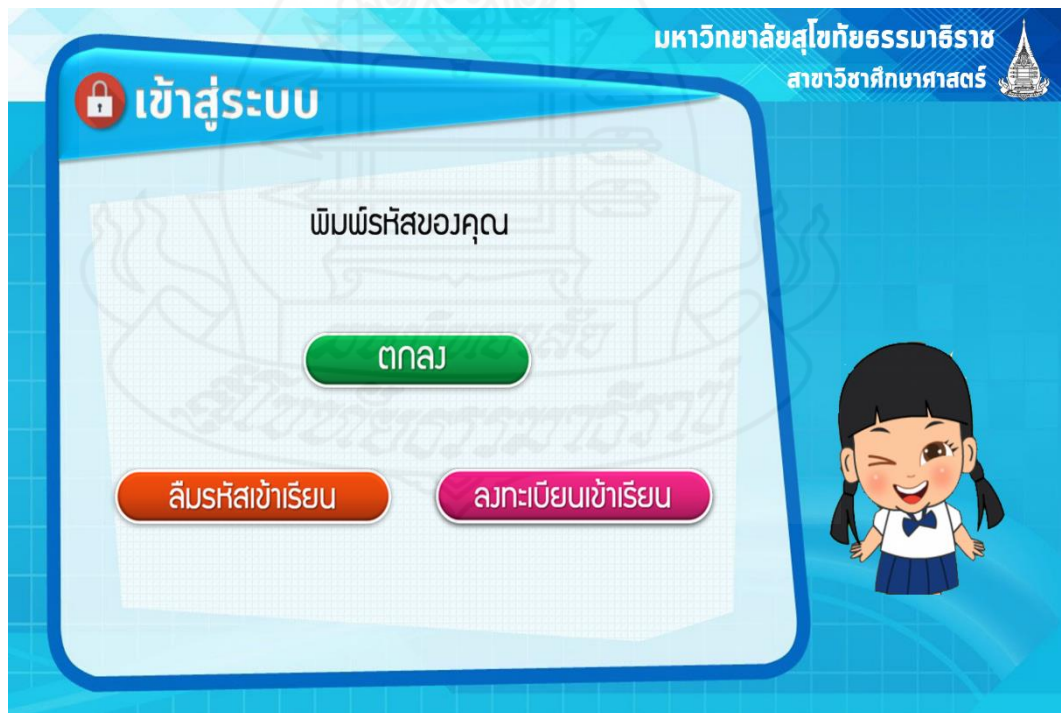 มหาวิทยาลัยสุโขทัยธรรมาธิราช
สาขาวิชาศึกษาศาสตร์
เข้าสู่ระบบ
พิมพ์รหัสของคุณ
ตกลง
ลืมรหัสเข้าเรียน
ลงทะเบียนเข้าเรียน